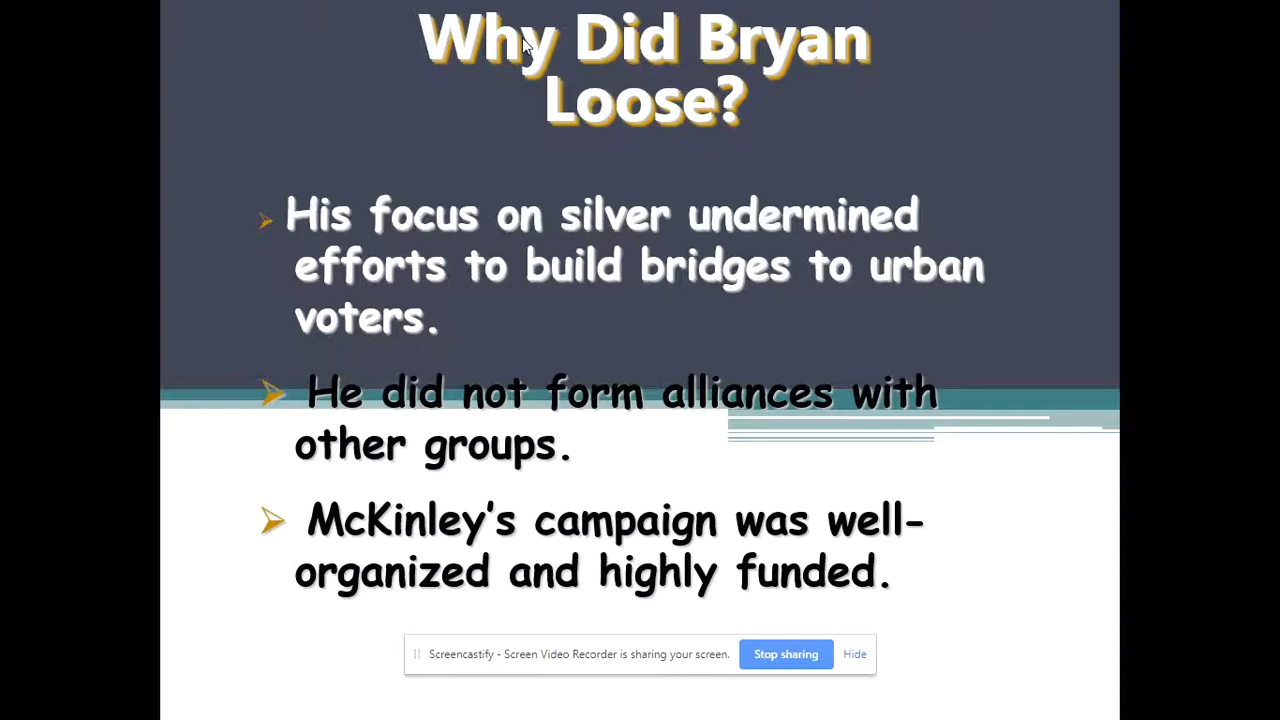 Why Did Bryan
Loose?
His focus on silver undermined
efforts to build bridges to urban
voters.
He did not form alliances with
other groups.
McKinley's campaign was well-
organized and highly funded.
Screencastify - Screen Video Recorder is sharing your screen. Stop sharing Hide